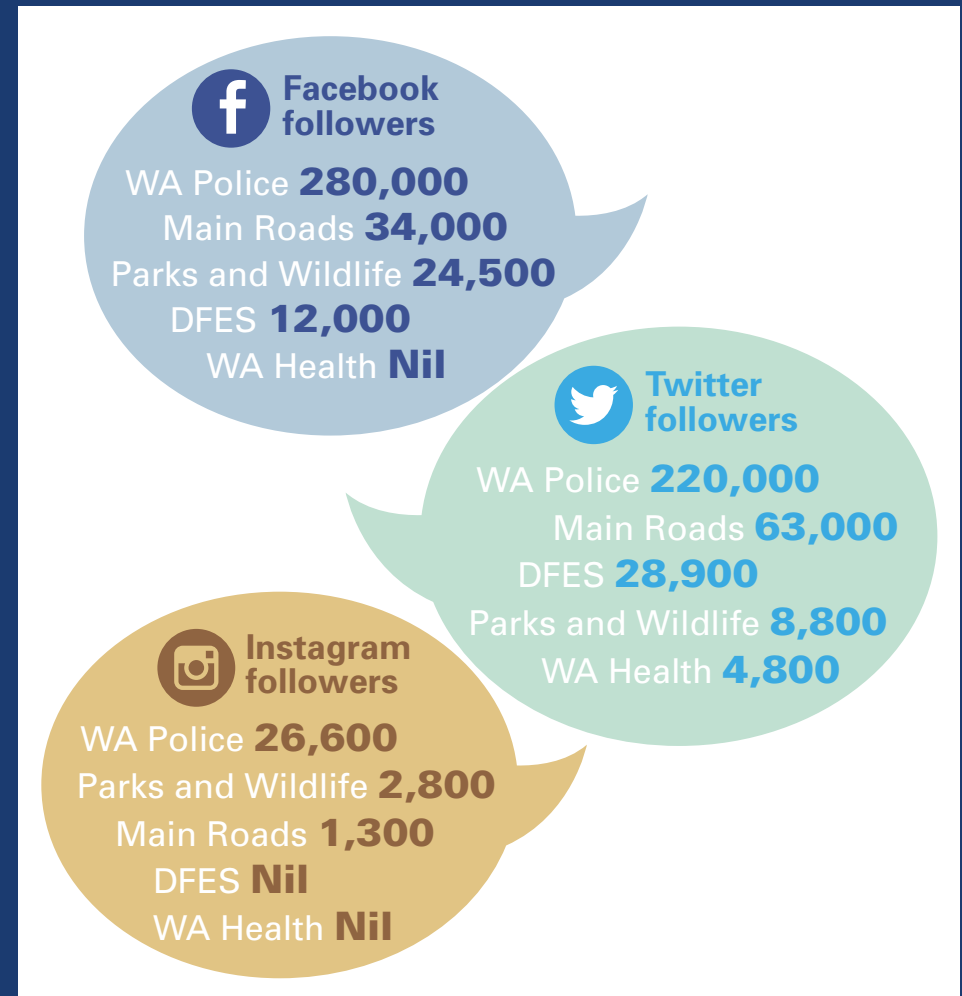 Facebook
followers
WA Police 280,000
Main Roads 34,000
Parks and Wildlife 24,500
DFES 12,000
WA Health Nil
Twitter
followers
WA Police 220,000
Main Roads 63,000
DFES 28,900
Parks and Wildlife 8,800
WA Health 4,800
Instagram
followers
WA Police 26,600
Parks and Wildlife 2,800
Main Roads 1,300
DFES Nil
WA Health Nil